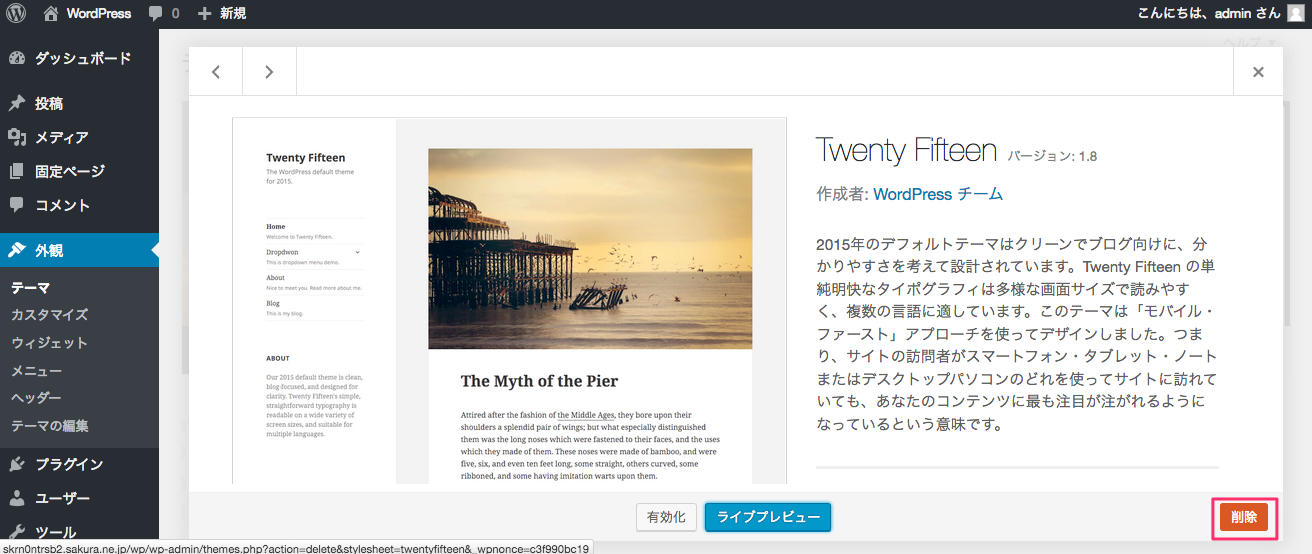 WordPress 0 新規 こんにちは、admin さん
ダッシュボード
投稿
メディア
固定ページ
コメント
外観
テーマ
カスタマイズ
ウィジェット
メニュー
ヘッダー
テーマの編集
プラグイン
ユーザー
ツール
ヘルプ
Twenty Fifteen
The WordPress default theme
for 2015.
Home
Welcome to Twenty Fifteen.
Dropdwon
This is dropdown menu demo.
About
Nice to meet you. Read more about me.
Blog
This is my blog.
ABOUT
Our 2015 default theme is clean,
blog-focused, and designed for
clarity. Twenty Fifteen's simple,
straightforward typography is
readable on a wide variety of
screen sizes, and suitable for
multiple languages.
The Myth of the Pier
Attired after the fashion of the Middle Ages, they bore upon their
shoulders a splendid pair of wings; but what especially distinguished
them was the long noses which were fastened to their faces, and the uses
which they made of them. These noses were made of bamboo, and were
five, six, and even ten feet long, some straight, others curved, some
ribboned, and some having imitation warts upon them.
Twenty Fifteen バージョン: 1.8
作成者: WordPress チーム
2015年のデフォルトテーマはクリーンでブログ向けに、分
かりやすさを考えて設計されています。Twenty Fifteen の単
純明快なタイポグラフィは多様な画面サイズで読みやす
く、複数の言語に適しています。このテーマは「モバイル・
ファースト」アプローチを使ってデザインしました。つま
り、サイトの訪問者がスマートフォン・タブレット・ノート
またはデスクトップパソコンのどれを使ってサイトに訪れて
いても、あなたのコンテンツに最も注目が注がれるように
なっているという意味です。
有効化 ライブプレビュー 削除
skrn0ntrsb2.sakura.ne.jp/wp/wp-admin/themes.php?action=delete&stylesheet=twentyfifteen&_wpnonce=c3f990bc19